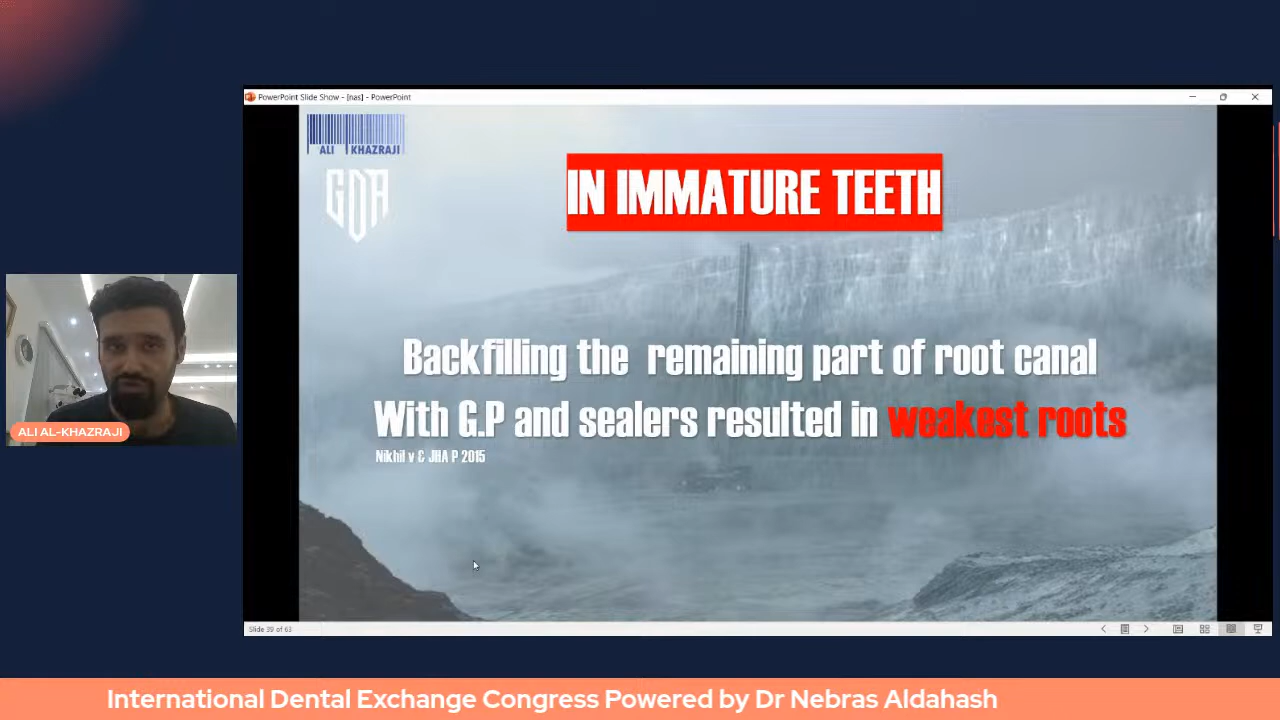 PowerPoint Slide Show - [nas] - PowerPoint
ALI KHAZRAJI
GDA
IN IMMATURE TEETH
Backfilling the remaining part of root canal
With G.P and sealers resulted in weakest roots
Nikhil v & JHA P 2015
ALI AL-KHAZRAJI
Slide 39 of 63
International Dental Exchange Congress Powered by Dr Nebras Aldahash